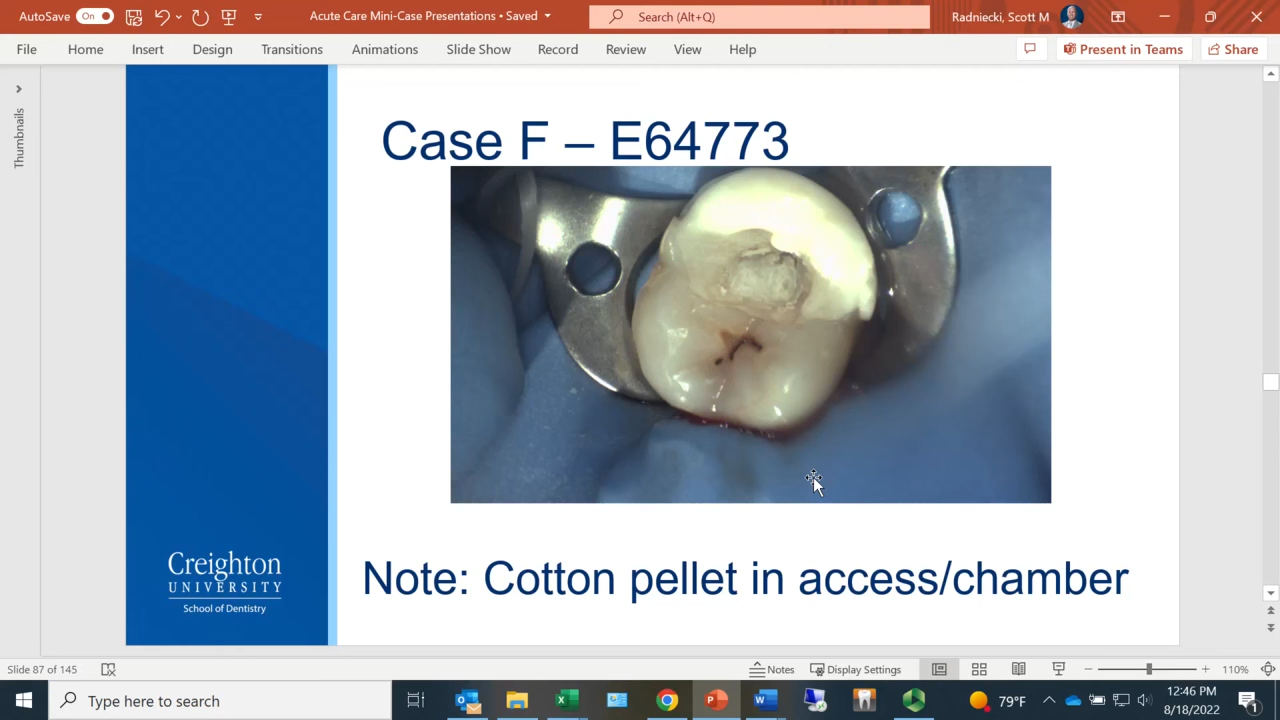 AutoSave On
Acute Care Mini-Case Presentations • Saved
Search (Alt+Q)
Radniecki, Scott M
File Home Insert Design Transitions Animations Slide Show Record Review View Help
Present in Teams
Share
Thumbnails
Case F – E64773
Creighton
UNIVERSITY
School of Dentistry
Note: Cotton pellet in access/chamber
Slide 87 of 145
Notes
Display Settings
110%
Type here to search
79°F
12:46 PM
8/18/2022
1